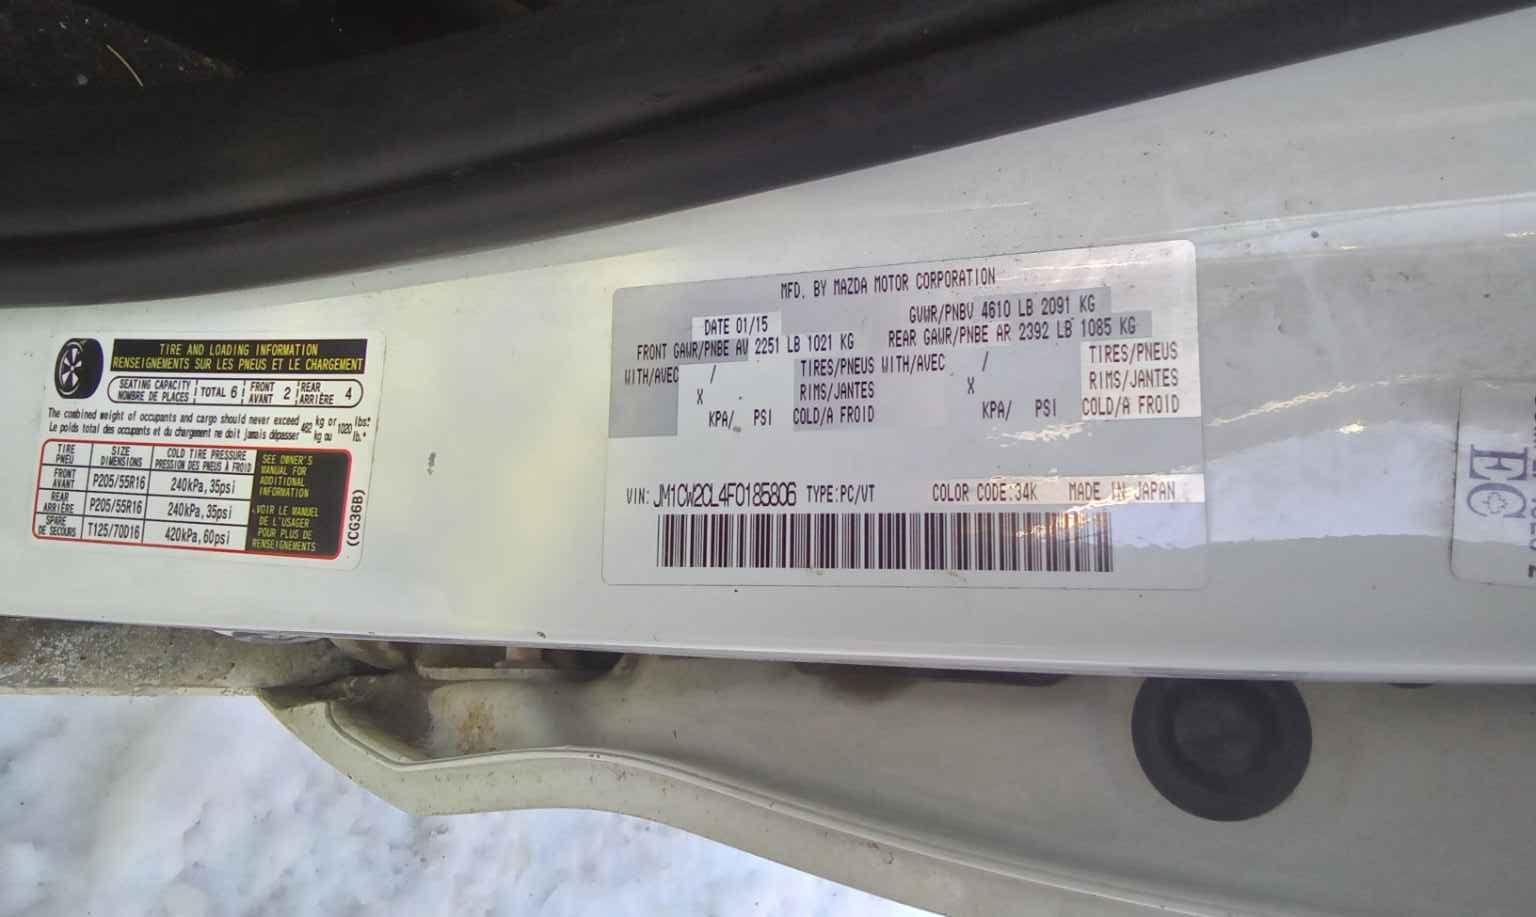 TIRE AND LOADING INFORMATION
RENSEIGNEMENTS SUR LES PNEUS ET LE CHARGEMENT
SEATING CAPACITY
NOMBRE DE PLACES
TOTAL 6
FRONT
AVANT 2
REAR
ARRIÈRE 4
The combined weight of occupants and cargo should never exceed 462 kg or 1020 lbs.
Le poids total des occupants et du chargement ne doit jamais dépasser kg ou lb.
TIRE
PNEU
SIZE
DIMENSIONS
COLD TIRE PRESSURE
PRESSION DES PNEUS À FROID
FRONT
AVANT
P205/55R16
240kPa,35psi
REAR
ARRIÈRE
P205/55R16
240kPa,35psi
SPARE
DE SECOURS
T125/70D16
420kPa,60psi
SEE OWNER'S
MANUAL FOR
ADDITIONAL
INFORMATION
VOIR LE MANUEL
DE L'USAGER
POUR PLUS DE
RENSEIGNEMENTS
(CG36B)
MFD. BY MAZDA MOTOR CORPORATION
DATE 01/15
GVWR/PNBV 4610 LB 2091 KG
FRONT GAWR/PNBE AV 2251 LB 1021 KG
REAR GAWR/PNBE AR 2392 LB 1085 KG
WITH/AVEC / TIRES/PNEUS WITH/AVEC / TIRES/PNEUS
X RIMS/JANTES X RIMS/JANTES
KPA/ PSI COLD/A FROID KPA/ PSI COLD/A FROID
VIN: JM1CW2CL4F0185806 TYPE:PC/VT COLOR CODE:34K MADE IN JAPAN
EC